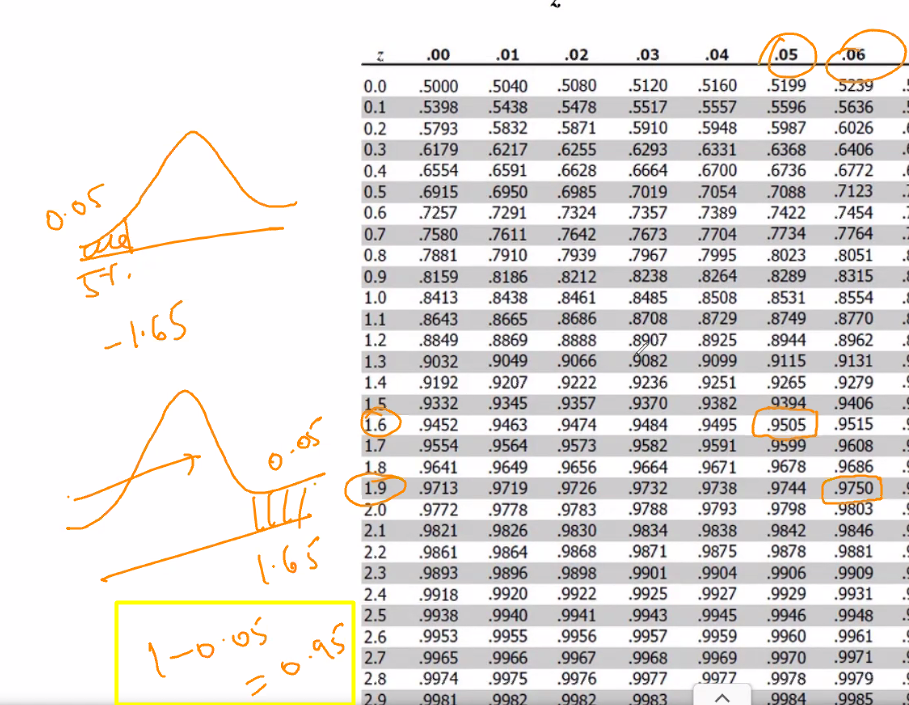 z
z .00 .01 .02 .03 .04 .05 .06
0.0 .5000 .5040 .5080 .5120 .5160 .5199 .5239
0.1 .5398 .5438 .5478 .5517 .5557 .5596 .5636
0.2 .5793 .5832 .5871 .5910 .5948 .5987 .6026
0.3 .6179 .6217 .6255 .6293 .6331 .6368 .6406
0.4 .6554 .6591 .6628 .6664 .6700 .6736 .6772
0.5 .6915 .6950 .6985 .7019 .7054 .7088 .7123
0.6 .7257 .7291 .7324 .7357 .7389 .7422 .7454
0.7 .7580 .7611 .7642 .7673 .7704 .7734 .7764
0.8 .7881 .7910 .7939 .7967 .7995 .8023 .8051
0.9 .8159 .8186 .8212 .8238 .8264 .8289 .8315
1.0 .8413 .8438 .8461 .8485 .8508 .8531 .8554
1.1 .8643 .8665 .8686 .8708 .8729 .8749 .8770
1.2 .8849 .8869 .8888 .8907 .8925 .8944 .8962
1.3 .9032 .9049 .9066 .9082 .9099 .9115 .9131
1.4 .9192 .9207 .9222 .9236 .9251 .9265 .9279
1.5 .9332 .9345 .9357 .9370 .9382 .9394 .9406
1.6 .9452 .9463 .9474 .9484 .9495 .9505 .9515
1.7 .9554 .9564 .9573 .9582 .9591 .9599 .9608
1.8 .9641 .9649 .9656 .9664 .9671 .9678 .9686
1.9 .9713 .9719 .9726 .9732 .9738 .9744 .9750
2.0 .9772 .9778 .9783 .9788 .9793 .9798 .9803
2.1 .9821 .9826 .9830 .9834 .9838 .9842 .9846
2.2 .9861 .9864 .9868 .9871 .9875 .9878 .9881
2.3 .9893 .9896 .9898 .9901 .9904 .9906 .9909
2.4 .9918 .9920 .9922 .9925 .9927 .9929 .9931
2.5 .9938 .9940 .9941 .9943 .9945 .9946 .9948
2.6 .9953 .9955 .9956 .9957 .9959 .9960 .9961
2.7 .9965 .9966 .9967 .9968 .9969 .9970 .9971
2.8 .9974 .9975 .9976 .9977 .9977 .9978 .9979
2.9 .9981 .9982 .9982 .9983 .9984 .9985
0.05
5%.
-1.65
0.05
1.65
1-0.05
= 0.95